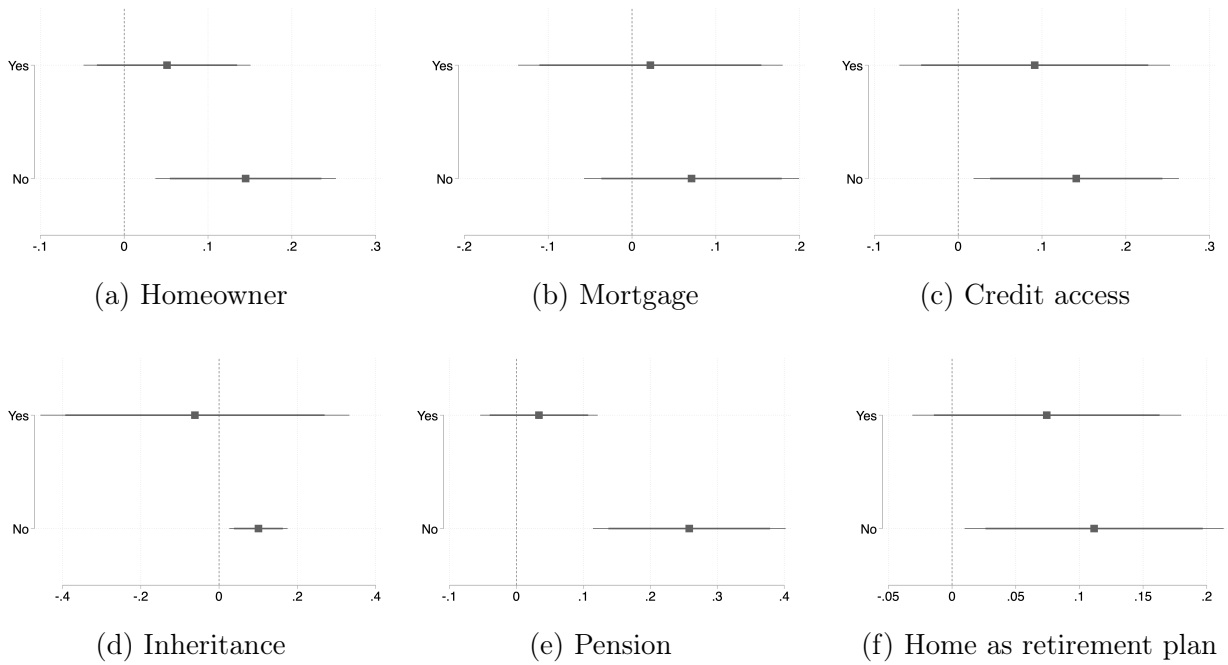 Yes Yes Yes
No No No
-.1 0 .1 .2 .3 -.2 -.1 0 .1 .2 -.1 0 .1 .2 .3
(a) Homeowner (b) Mortgage (c) Credit access
Yes Yes Yes
No No No
-.4 -.2 0 .2 .4 -.1 0 .1 .2 .3 .4 -.05 0 .05 .1 .15 .2
(d) Inheritance (e) Pension (f) Home as retirement plan